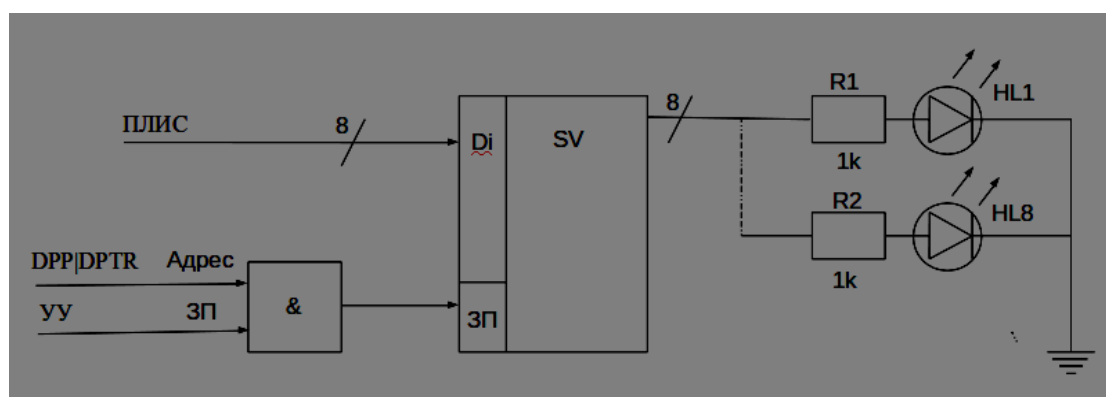 ПЛИС
8
Di
SV
8
R1
HL1
1k
R2
HL8
1k
DPP|DPTR Адрес
УУ ЗП
&
ЗП